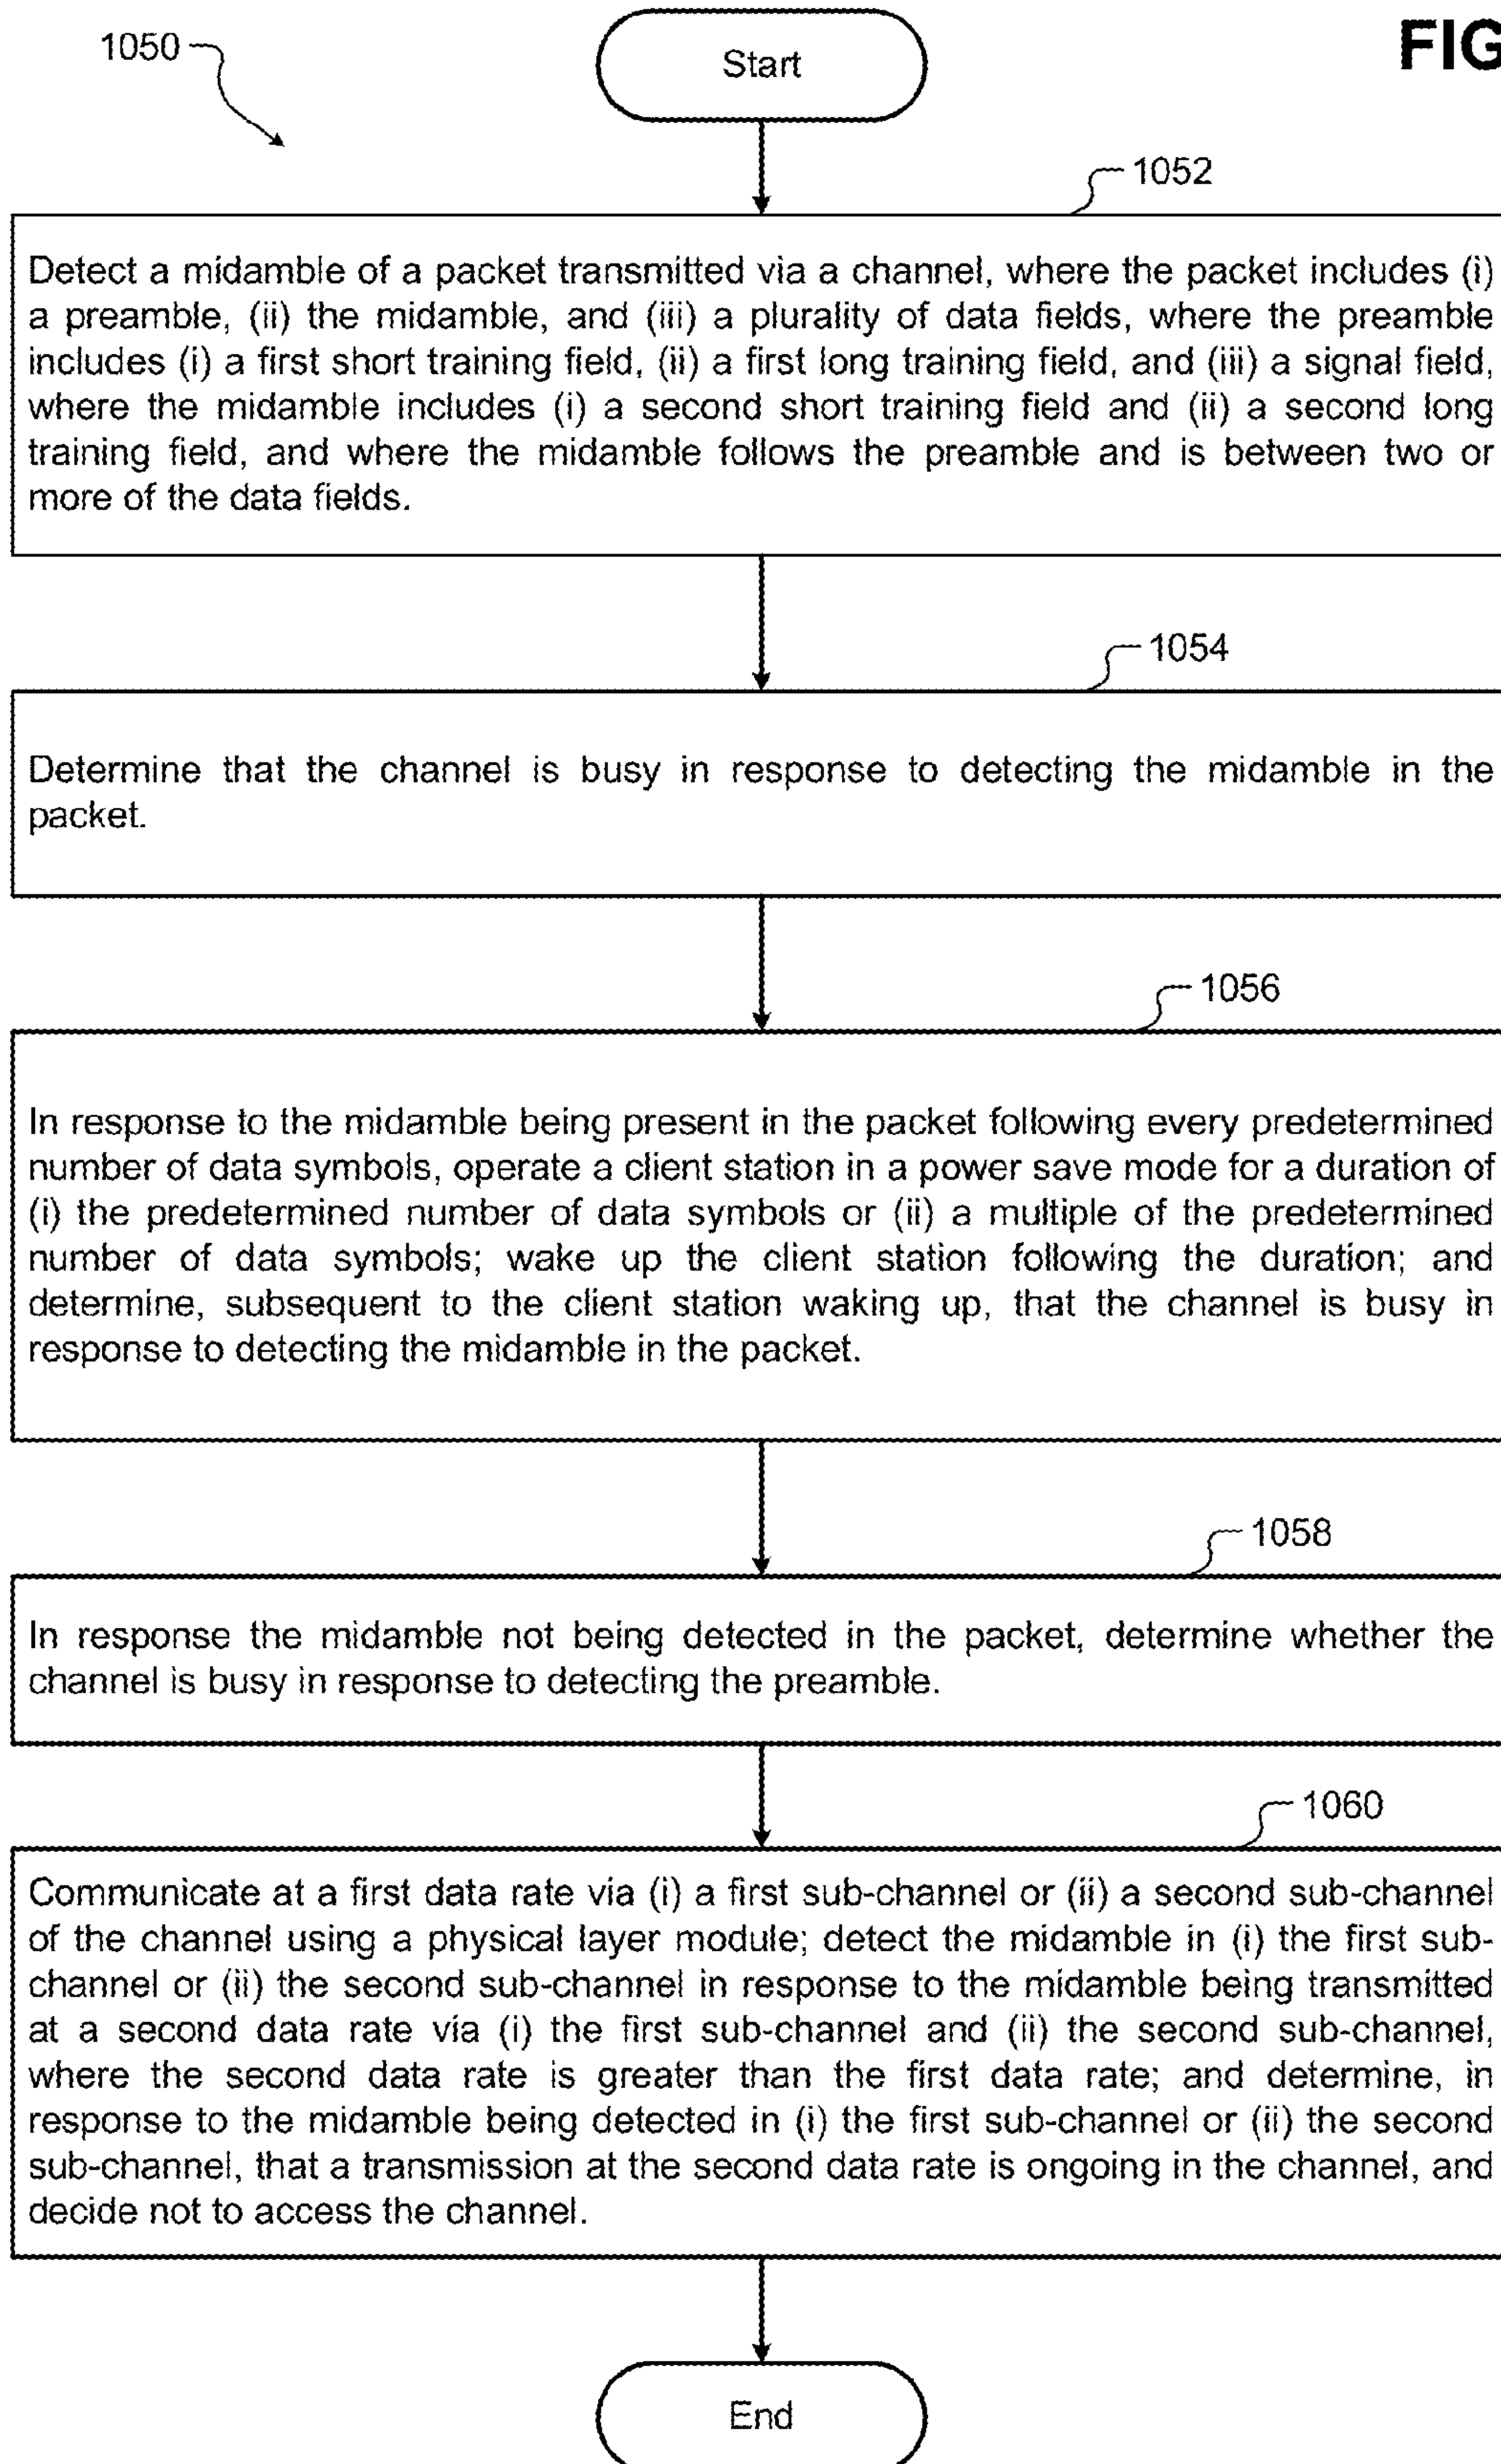 1050
Start
FIG
1052
Detect a midamble of a packet transmitted via a channel, where the packet includes (i)
a preamble, (ii) the midamble, and (iii) a plurality of data fields, where the preamble
includes (i) a first short training field, (ii) a first long training field, and (iii) a signal field,
where the midamble includes (i) a second short training field and (ii) a second long
training field, and where the midamble follows the preamble and is between two or
more of the data fields.
1054
Determine that the channel is busy in response to detecting the midamble in the
packet.
1056
In response to the midamble being present in the packet following every predetermined
number of data symbols, operate a client station in a power save mode for a duration of
(i) the predetermined number of data symbols or (ii) a multiple of the predetermined
number of data symbols; wake up the client station following the duration; and
determine, subsequent to the client station waking up, that the channel is busy in
response to detecting the midamble in the packet.
1058
In response the midamble not being detected in the packet, determine whether the
channel is busy in response to detecting the preamble.
1060
Communicate at a first data rate via (i) a first sub-channel or (ii) a second sub-channel
of the channel using a physical layer module; detect the midamble in (i) the first sub-
channel or (ii) the second sub-channel in response to the midamble being transmitted
at a second data rate via (i) the first sub-channel and (ii) the second sub-channel,
where the second data rate is greater than the first data rate; and determine, in
response to the midamble being detected in (i) the first sub-channel or (ii) the second
sub-channel, that a transmission at the second data rate is ongoing in the channel, and
decide not to access the channel.
End